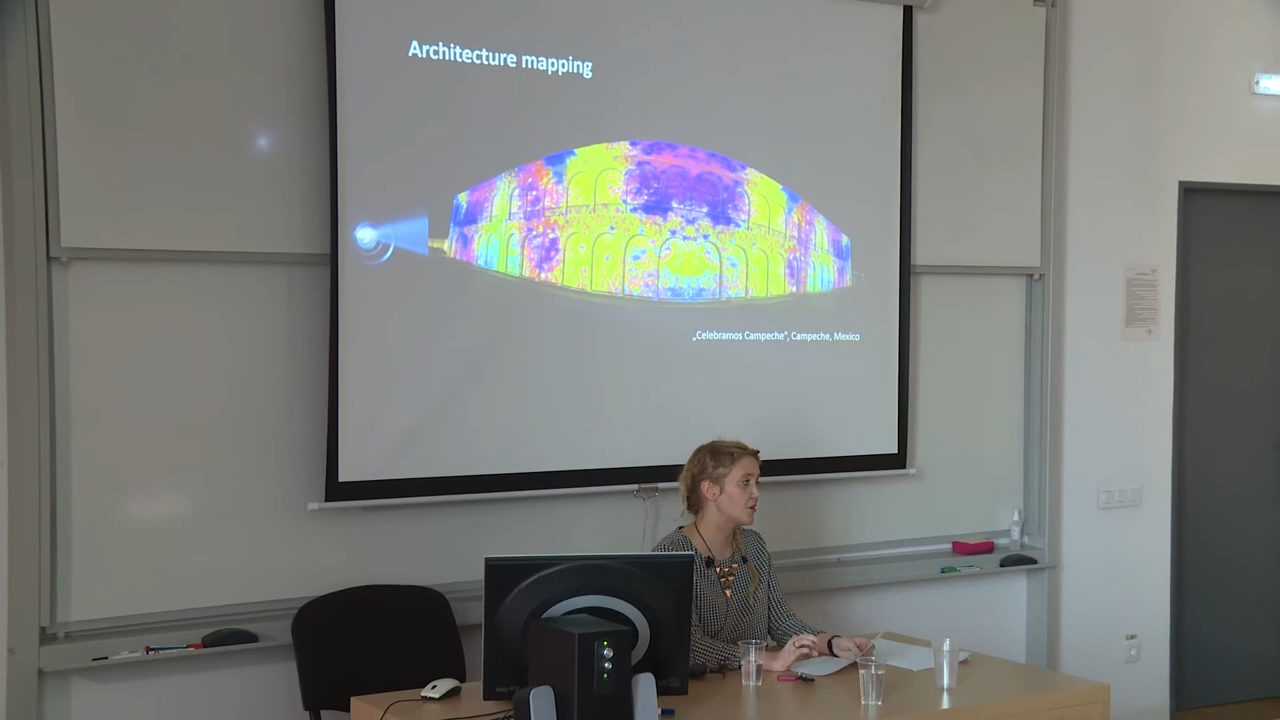 Architecture mapping
„Celebramos Campeche”, Campeche, Mexico